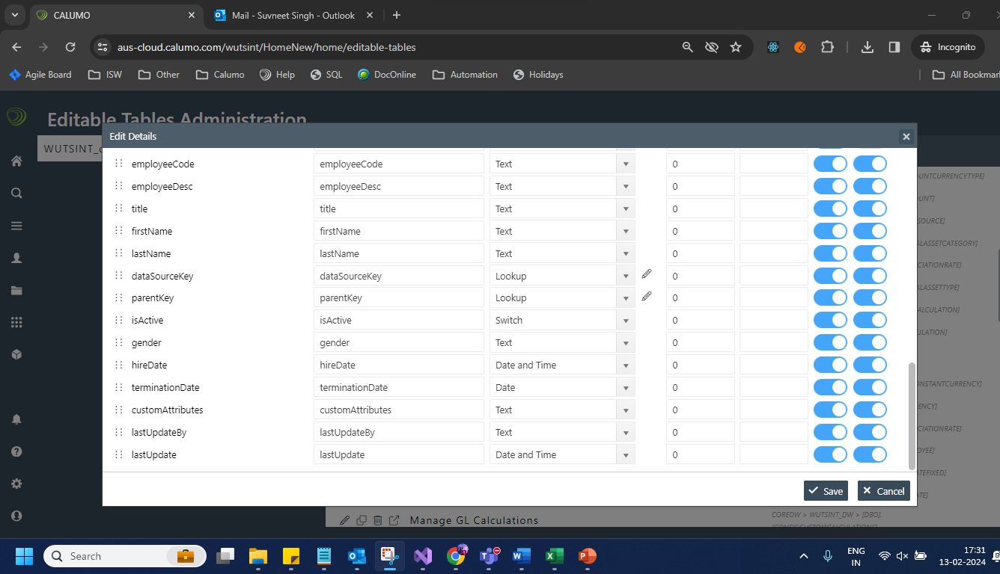 CALUMO
Mail - Suvneet Singh - Outlook
aus-cloud.calumo.com/wutsint/HomeNew/home/editable-tables
Incognito
Agile Board ISW Other Calumo Help SQL DocOnline Automation Holidays All Bookmar
Editable Tables Administration
WUTSINT_
Edit Details
employeeCode employeeCode Text 0
employeeDesc employeeDesc Text 0
title title Text 0
firstName firstName Text 0
lastName lastName Text 0
dataSourceKey dataSourceKey Lookup 0
parentKey parentKey Lookup 0
isActive isActive Switch 0
gender gender Text 0
hireDate hireDate Date and Time 0
terminationDate terminationDate Date 0
customAttributes customAttributes Text 0
lastUpdateBy lastUpdateBy Text 0
lastUpdate lastUpdate Date and Time 0
Save Cancel
UNTCURRENCYTYPE]
UNT]
SOURCE]
ALASSETCATEGORY]
CIATIONRATE]
ALASSETTYPE]
ALCULATION]
ULATION]
ONSTANTCURRENCY]
ENCY]
CIATIONRATE]
OYEE]
ATEFIXED]
ATE]
Manage GL Calculations
COREDW > WUTSINT_DW > [DBO].
[CONFIGCUSTOMCALCULATION]
Search
ENG
IN
17:31
13-02-2024